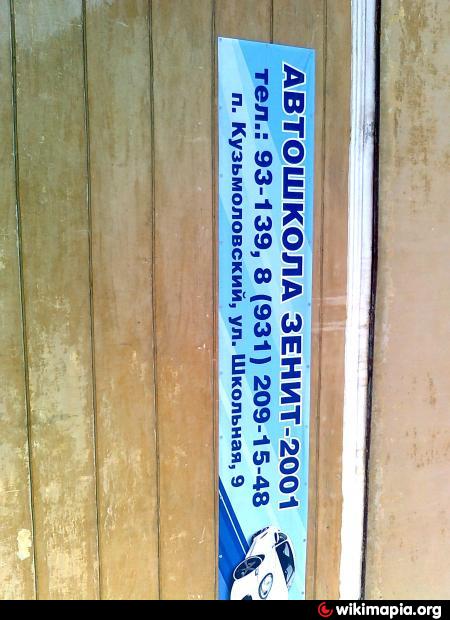 АВТОШКОЛА ЗЕНИТ-2001
тел.: 93-139, 8 (931) 209-15-48
п. Кузьмоловский, ул. Школьная, 9
wikimapia.org